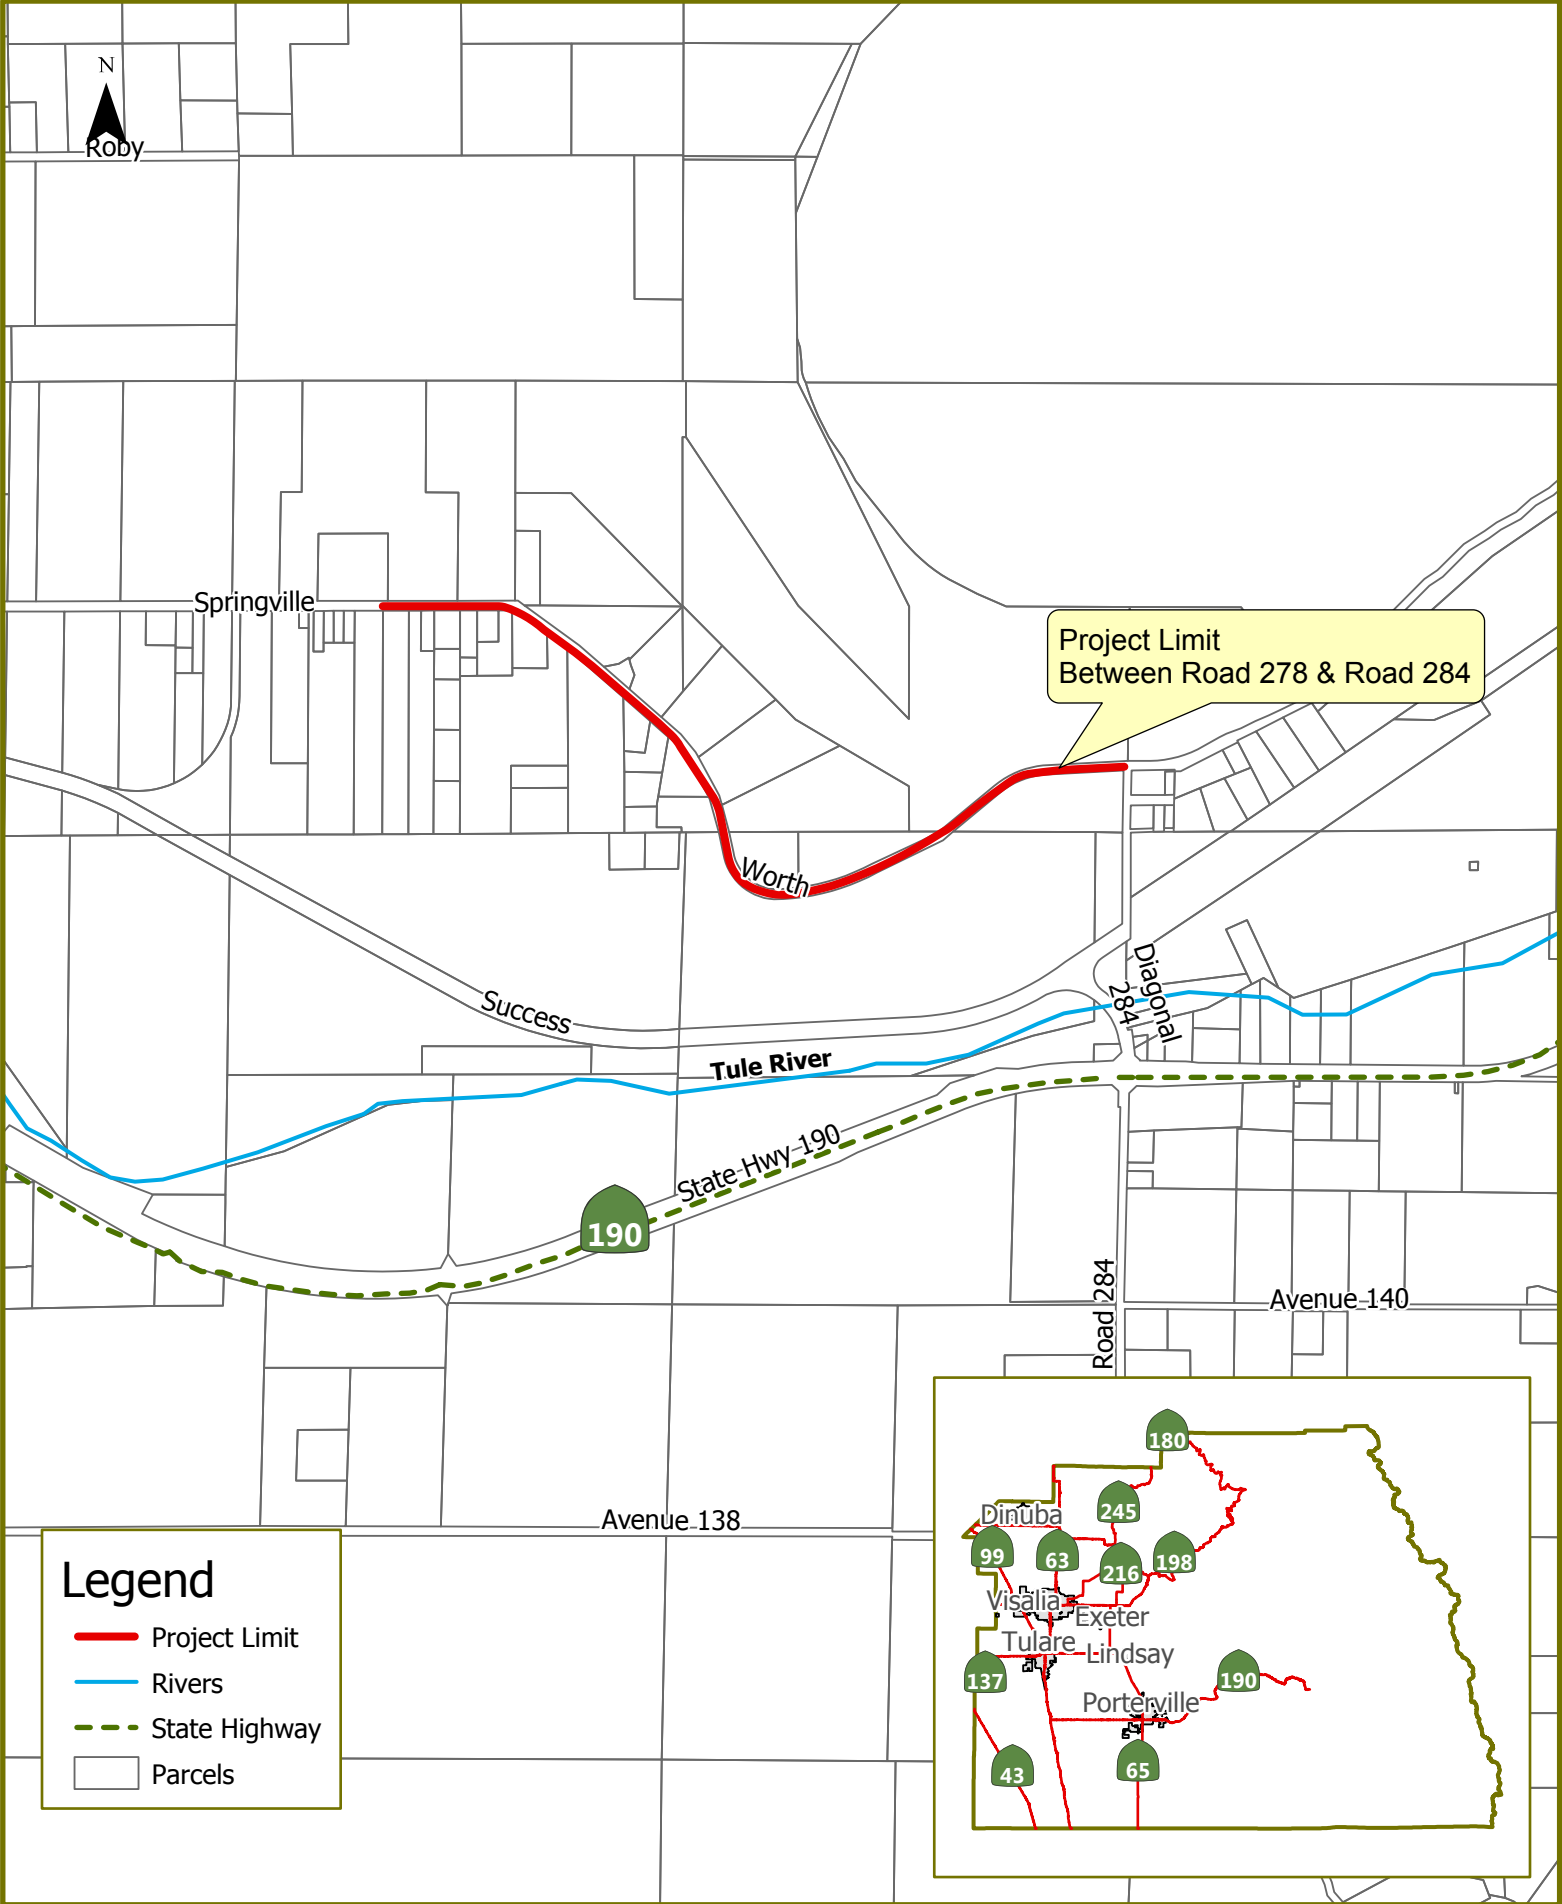 N
Roby
Springville
Project Limit
Between Road 278 & Road 284
Worth
Success
Diagonal
284
Tule River
State Hwy 190
190
Road 284
Avenue 140
Avenue 138
Legend
Project Limit
Rivers
State Highway
Parcels
180
245
Dinuba
99
63
216
198
Visalia
Exeter
Tulare
Lindsay
137
190
Porterville
43
65